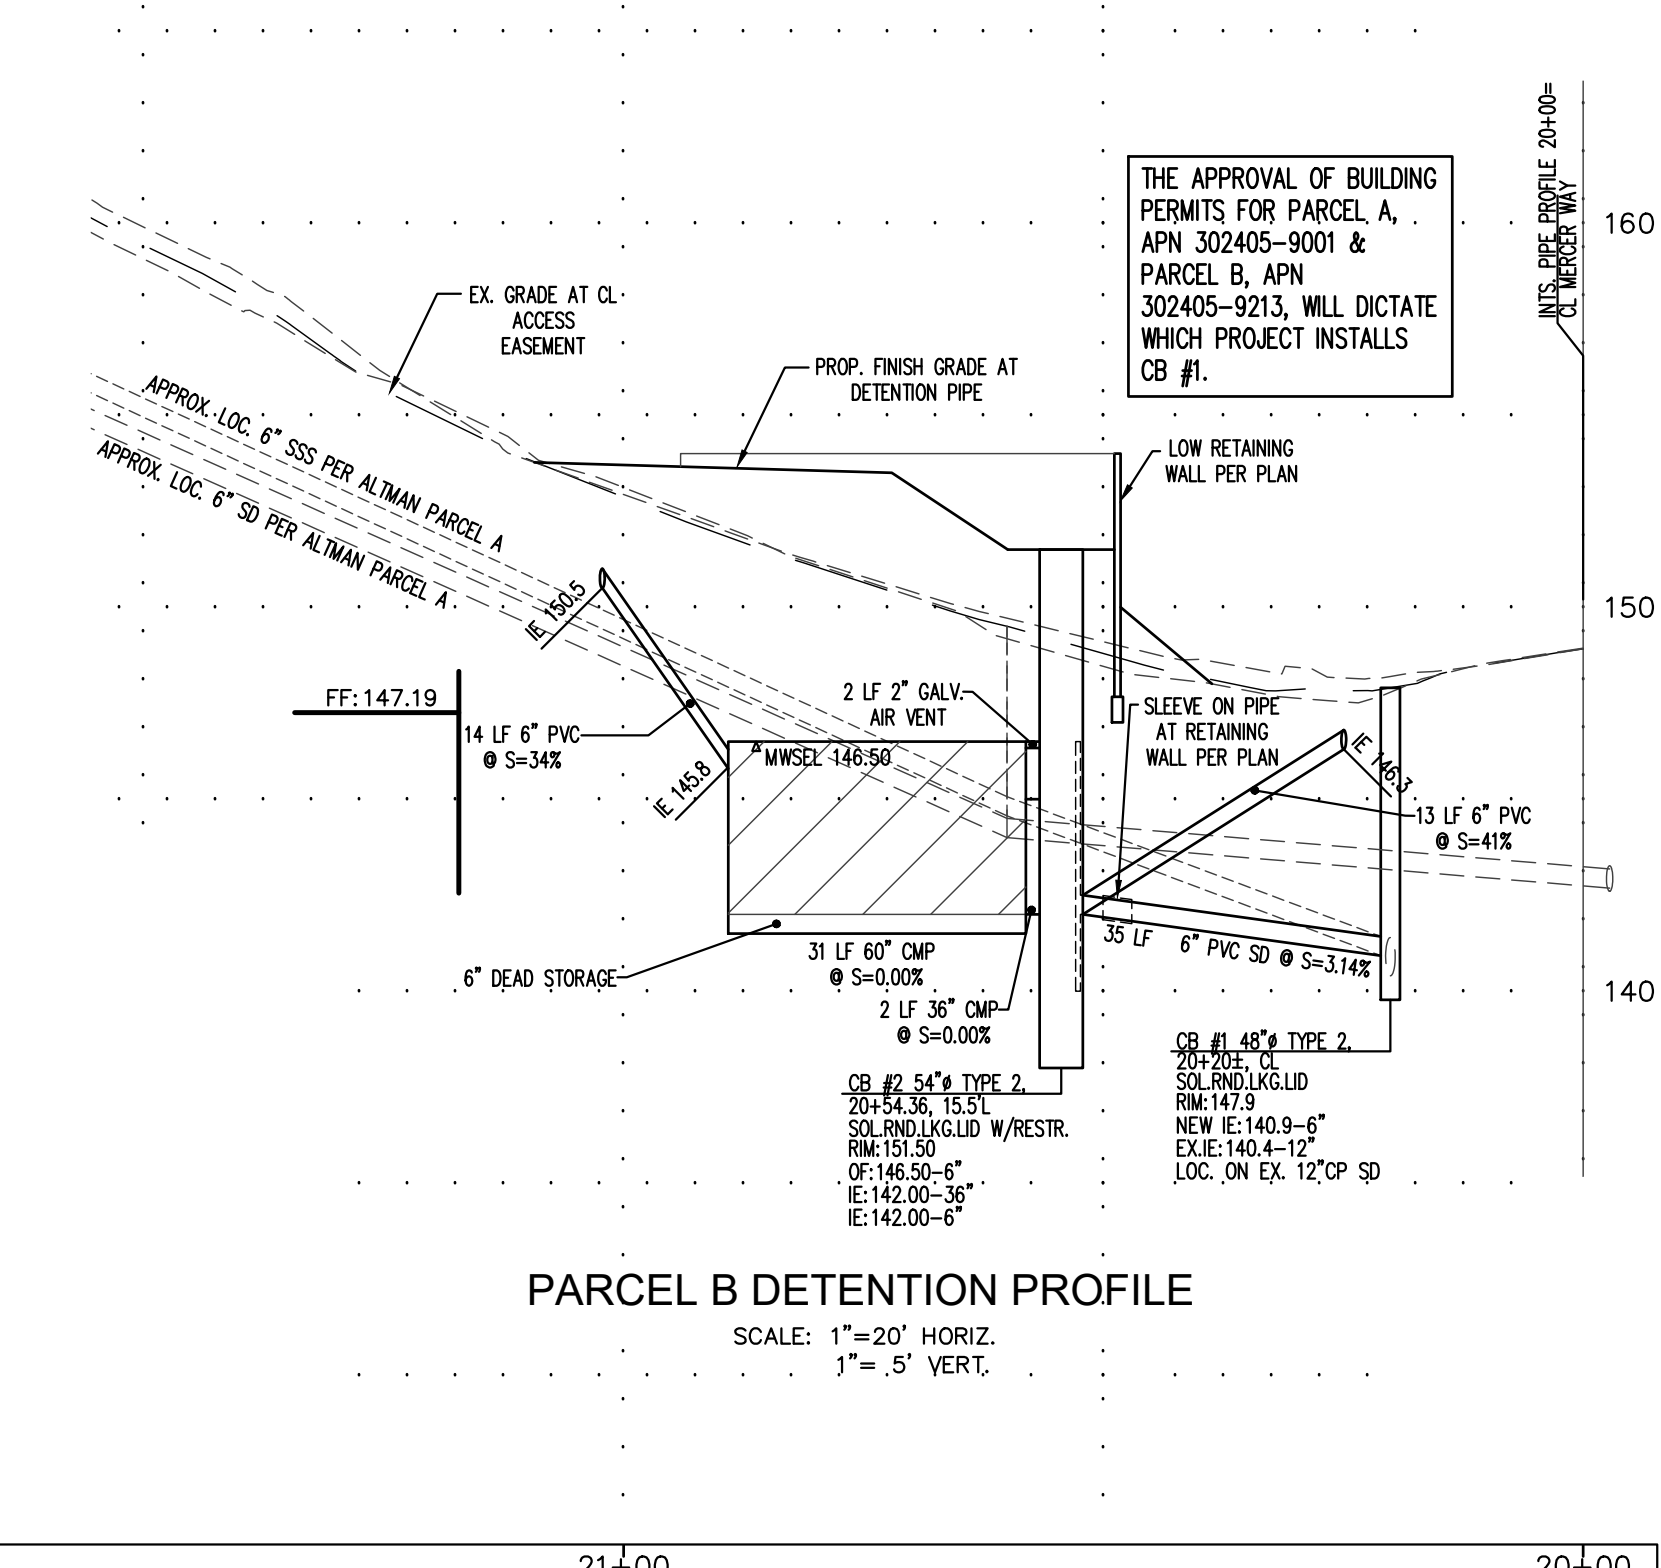 INTS. PIPE PROFILE 20+00=
CL MERCER WAY
THE APPROVAL OF BUILDING
PERMITS FOR PARCEL A,
APN 302405-9001 &
PARCEL B, APN
302405-9213, WILL DICTATE
WHICH PROJECT INSTALLS
CB #1.
160
EX. GRADE AT CL
ACCESS
EASEMENT
PROP. FINISH GRADE AT
DETENTION PIPE
LOW RETAINING
WALL PER PLAN
APPROX. LOC. 6" SSS PER ALTMAN PARCEL A
APPROX. LOC. 6" SD PER ALTMAN PARCEL A
IE 150.5
150
FF:147.19
14 LF 6" PVC
@ S=34%
IE 145.8
2 LF 2" GALV.
AIR VENT
MWSEL 146.50
SLEEVE ON PIPE
AT RETAINING
WALL PER PLAN
IE 146.3
13 LF 6" PVC
@ S=41%
35 LF 6" PVC SD @ S=3.14%
31 LF 60" CMP
@ S=0.00%
6" DEAD STORAGE
2 LF 36" CMP
@ S=0.00%
140
CB #2 54"ø TYPE 2,
20+54.36, 15.5'L
SOL.RND.LKG.LID W/RESTR.
RIM:151.50
OF:146.50-6"
IE:142.00-36"
IE:142.00-6"
CB #1 48"ø TYPE 2,
20+20±, CL
SOL.RND.LKG.LID
RIM:147.9
NEW IE:140.9-6"
EX.IE:140.4-12"
LOC. ON EX. 12"CP SD
PARCEL B DETENTION PROFILE
SCALE: 1"=20' HORIZ.
1"= 5' VERT.
21+00
20+00